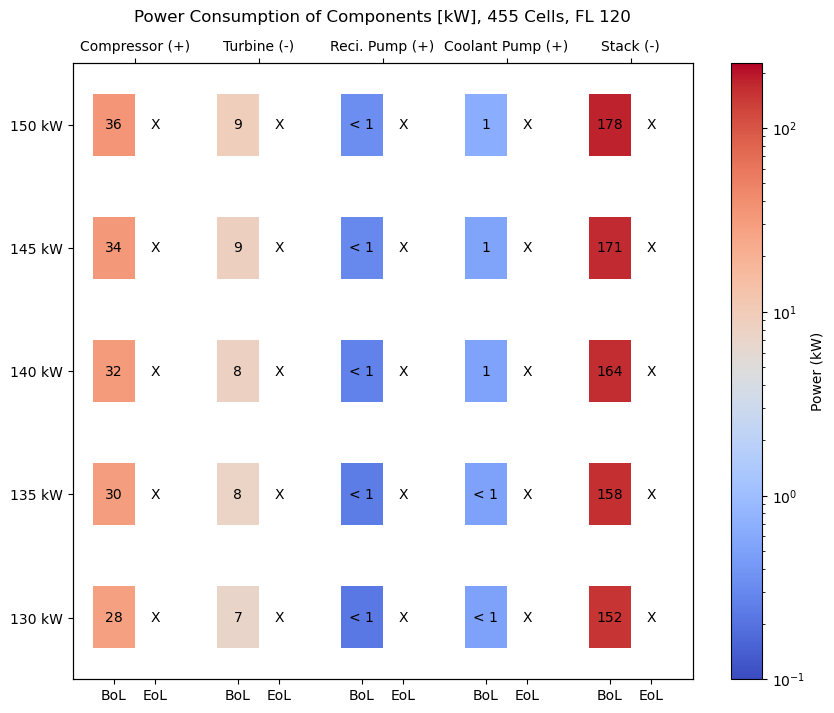 Power Consumption of Components [kW], 455 Cells, FL 120
Compressor (+) Turbine (-) Reci. Pump (+) Coolant Pump (+) Stack (-)
150 kW 36 X 9 X < 1 X 1 X 178 X
145 kW 34 X 9 X < 1 X 1 X 171 X
140 kW 32 X 8 X < 1 X 1 X 164 X
135 kW 30 X 8 X < 1 X < 1 X 158 X
130 kW 28 X 7 X < 1 X < 1 X 152 X
BoL EoL BoL EoL BoL EoL BoL EoL BoL EoL
10²
10¹
10⁰
10⁻¹
Power (kW)